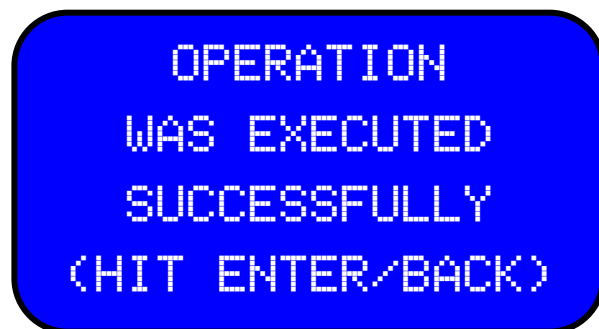 OPERATION
WAS EXECUTED
SUCCESSFULLY
(HIT ENTER/BACK)